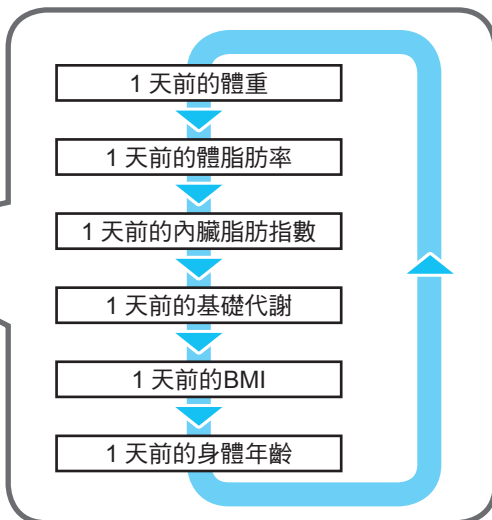 1 天前的體重
1 天前的體脂肪率
1 天前的內臟脂肪指數
1 天前的基礎代謝
1 天前的BMI
1 天前的身體年齡